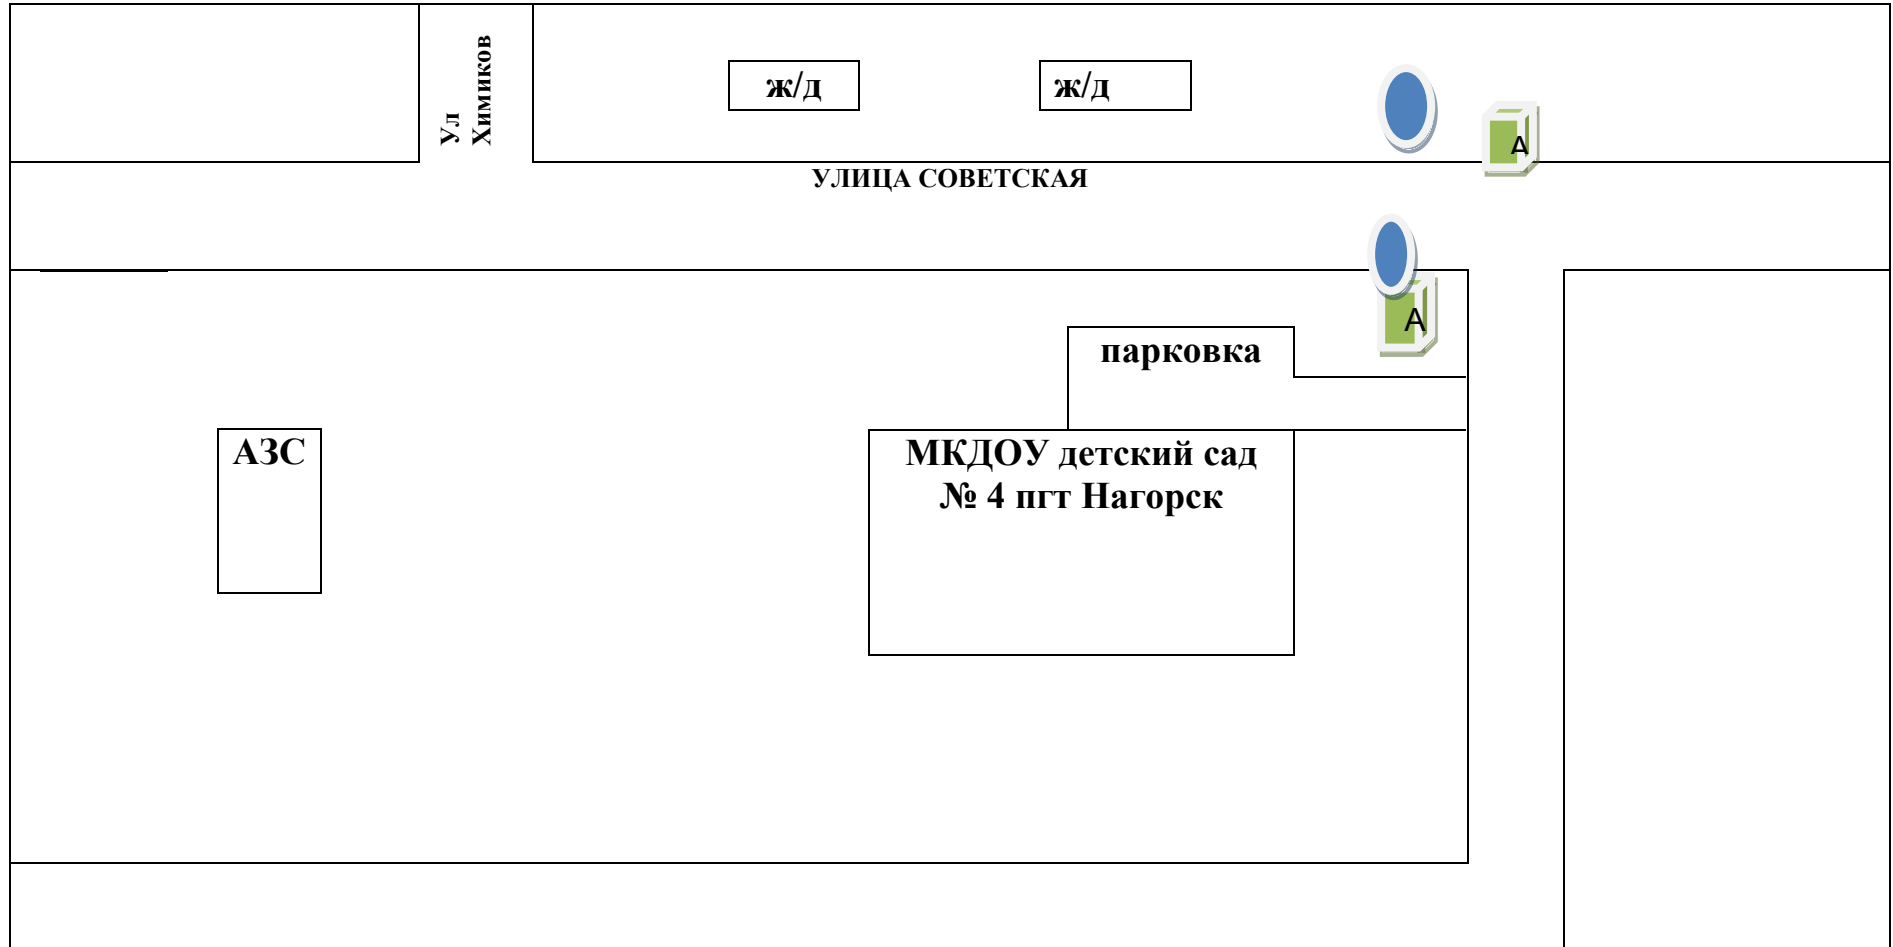 Ул
Химиков
ж/д
ж/д
А
УЛИЦА СОВЕТСКАЯ
А
парковка
АЗС
МКДОУ детский сад
№ 4 пгт Нагорск